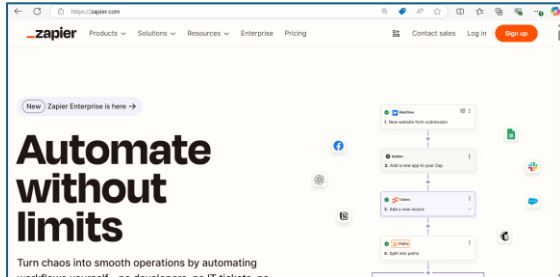 https://zapier.com
_zapier Products Solutions Resources Enterprise Pricing Contact sales Log in Sign up
New Zapier Enterprise is here →
Automate
without
limits
Turn chaos into smooth operations by automating
Webflow
1. New website form submission
Action
2. Add a new app to your Zap
Tables
3. Add a new record
Paths
4. Split into paths